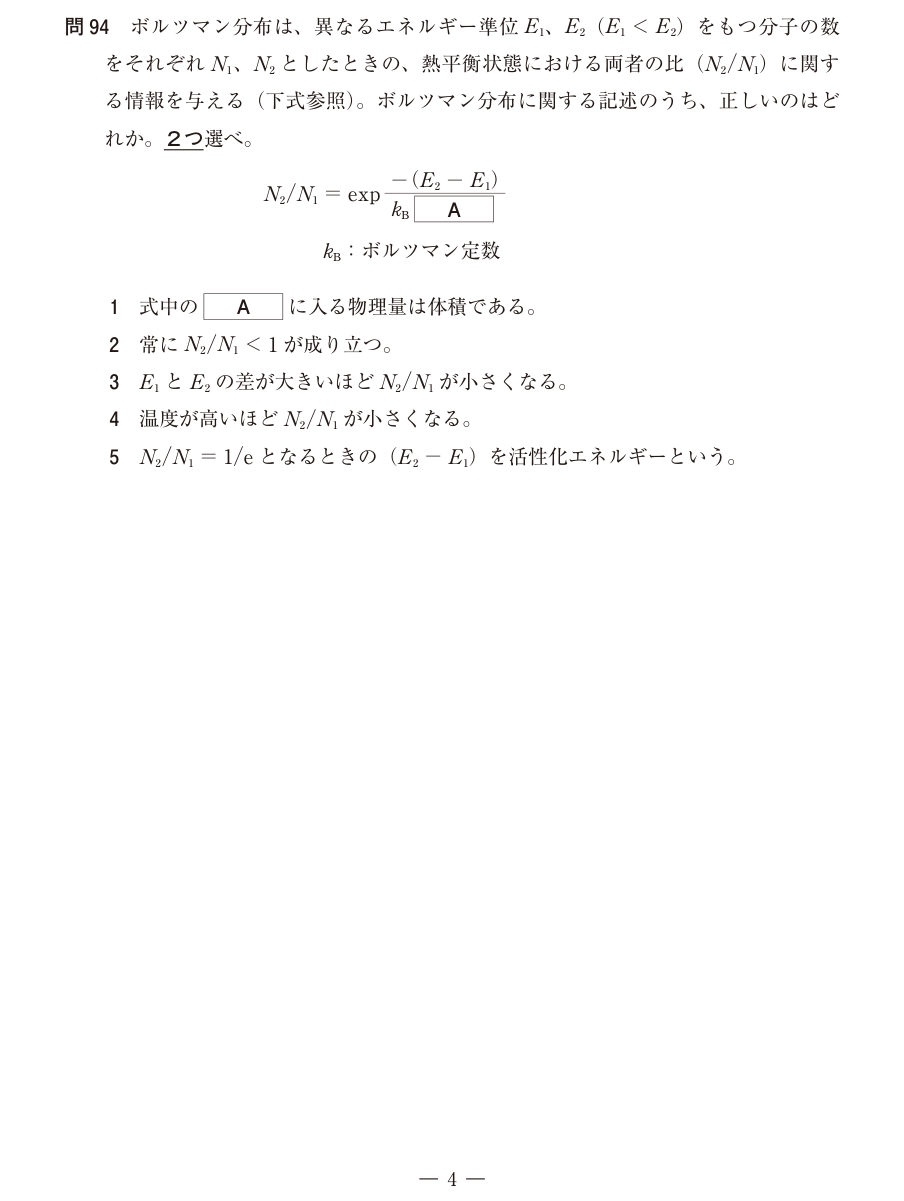 問 94　ボルツマン分布は、異なるエネルギー準位 E₁、E₂（E₁ < E₂）をもつ分子の数
をそれぞれ N₁、N₂ としたときの、熱平衡状態における両者の比（N₂/N₁）に関す
る情報を与える（下式参照）。ボルツマン分布に関する記述のうち、正しいのはど
れか。２つ選べ。
N₂/N₁ = exp −(E₂ − E₁)
k_B A
k_B：ボルツマン定数
1　式中の A に入る物理量は体積である。
2　常に N₂/N₁ < 1 が成り立つ。
3　E₁ と E₂ の差が大きいほど N₂/N₁ が小さくなる。
4　温度が高いほど N₂/N₁ が小さくなる。
5　N₂/N₁ = 1/e となるときの（E₂ − E₁）を活性化エネルギーという。
— 4 —